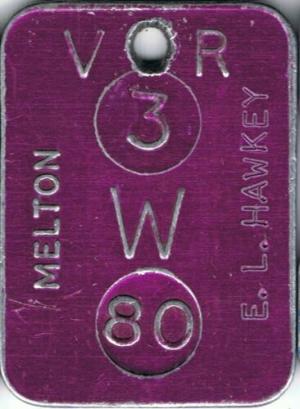 V R
3
W
80
MELTON
E. L. HAWKEY